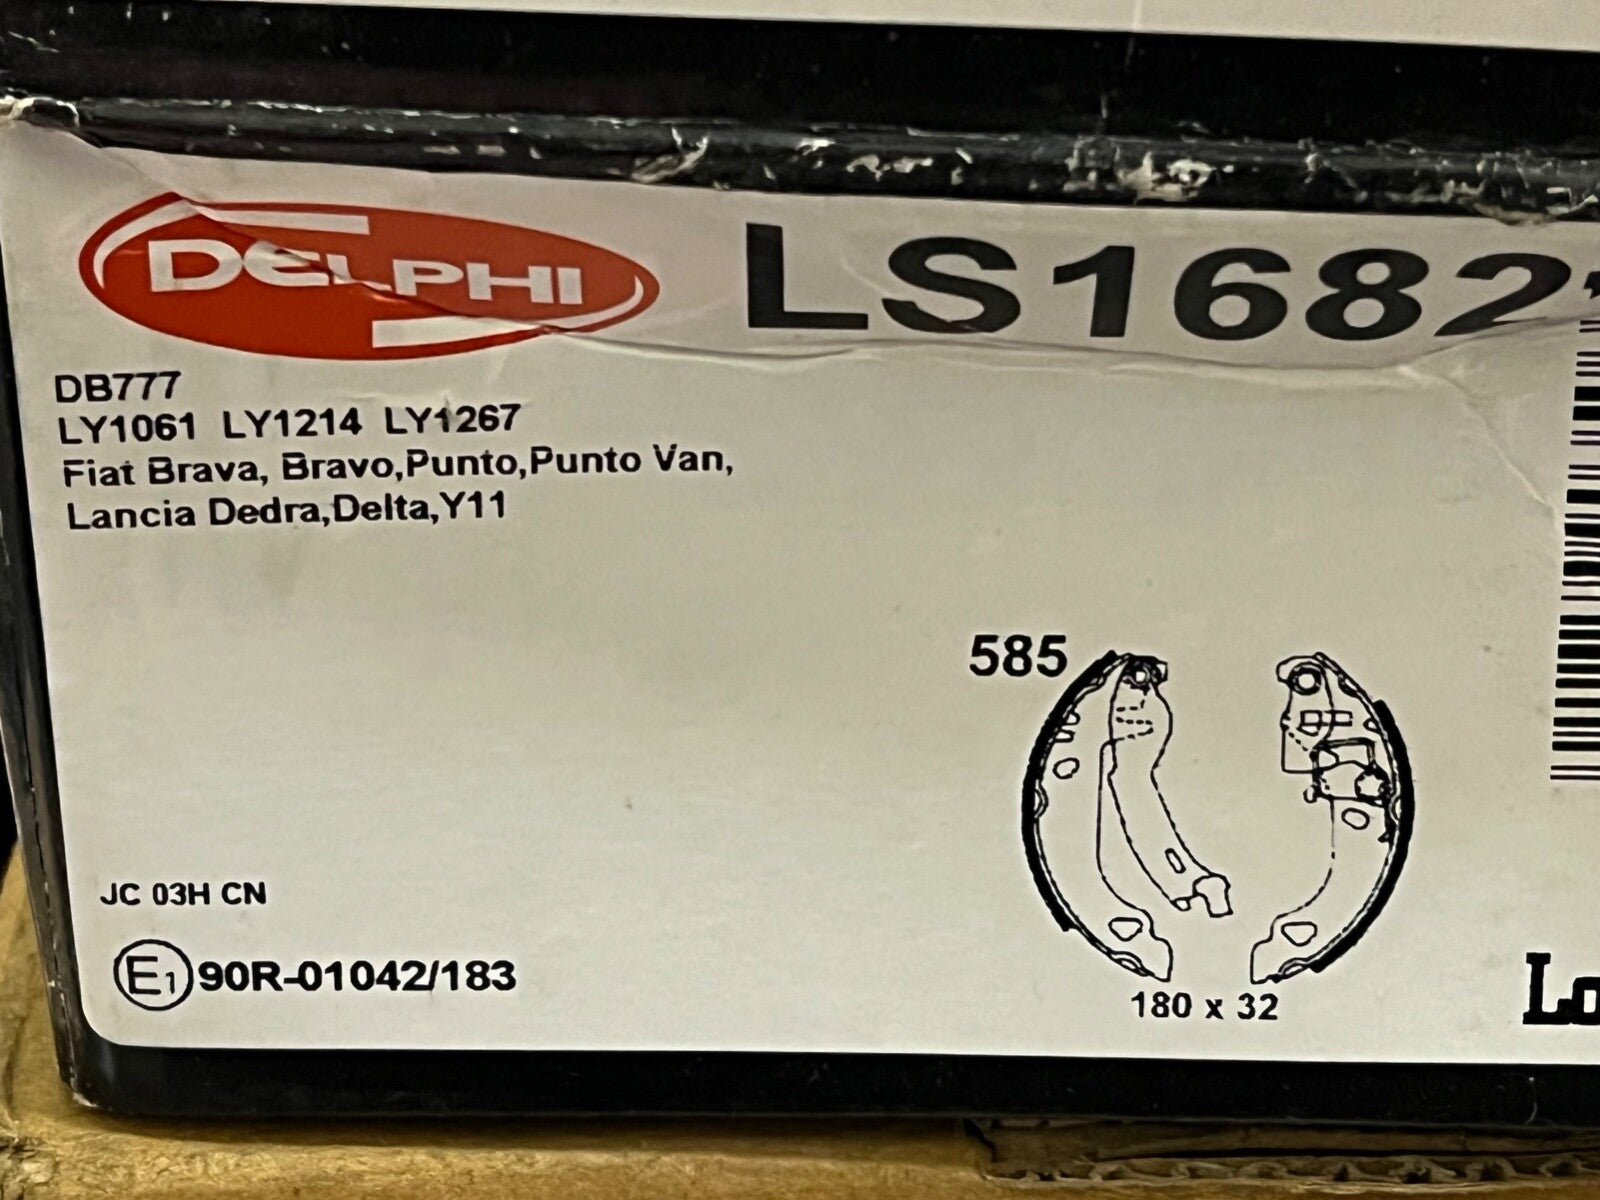 DELPHI
LS1682
DB777
LY1061 LY1214 LY1267
Fiat Brava, Bravo,Punto,Punto Van,
Lancia Dedra,Delta,Y11
585
180 x 32
JC 03H CN
E1 90R-01042/183
Lo